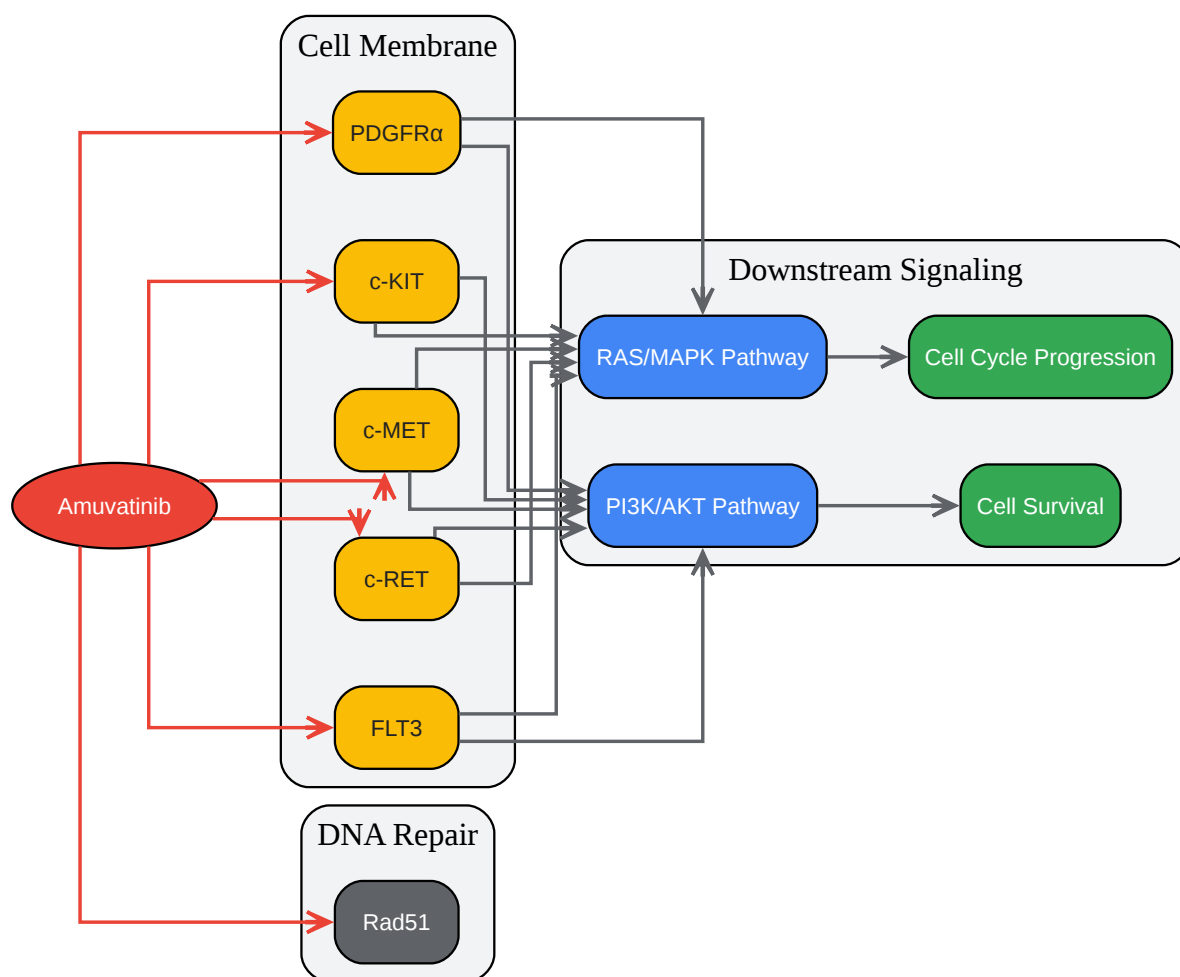 Cell Membrane
PDGFRα
c-KIT
c-MET
c-RET
FLT3
Amuvatinib
Downstream Signaling
RAS/MAPK Pathway
Cell Cycle Progression
PI3K/AKT Pathway
Cell Survival
DNA Repair
Rad51